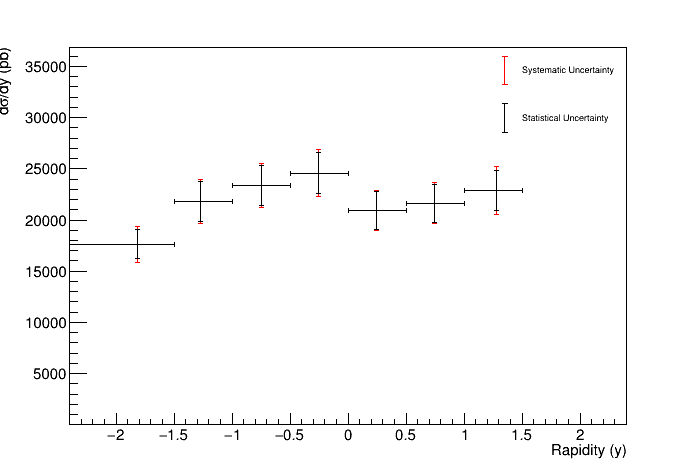 dσ/dy (pb)
35000
30000
25000
20000
15000
10000
5000
Systematic Uncertainty
Statistical Uncertainty
−2 −1.5 −1 −0.5 0 0.5 1 1.5 2
Rapidity (y)